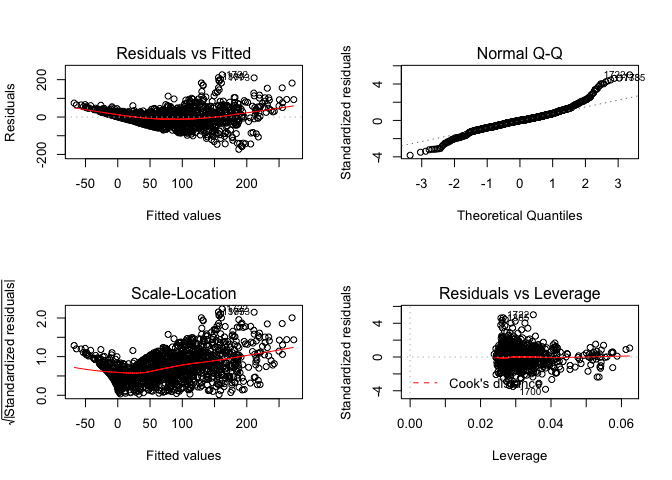 Residuals vs Fitted
Residuals
-200
0
200
-50
0
50
100
200
Fitted values
Normal Q-Q
Standardized residuals
-4
0
4
-3
-2
-1
0
1
2
3
Theoretical Quantiles
Scale-Location
√|Standardized residuals|
0.0
1.0
2.0
-50
0
50
100
200
Fitted values
Residuals vs Leverage
Standardized residuals
-4
0
4
1722
1700
Cook's distance
0.00
0.02
0.04
0.06
Leverage